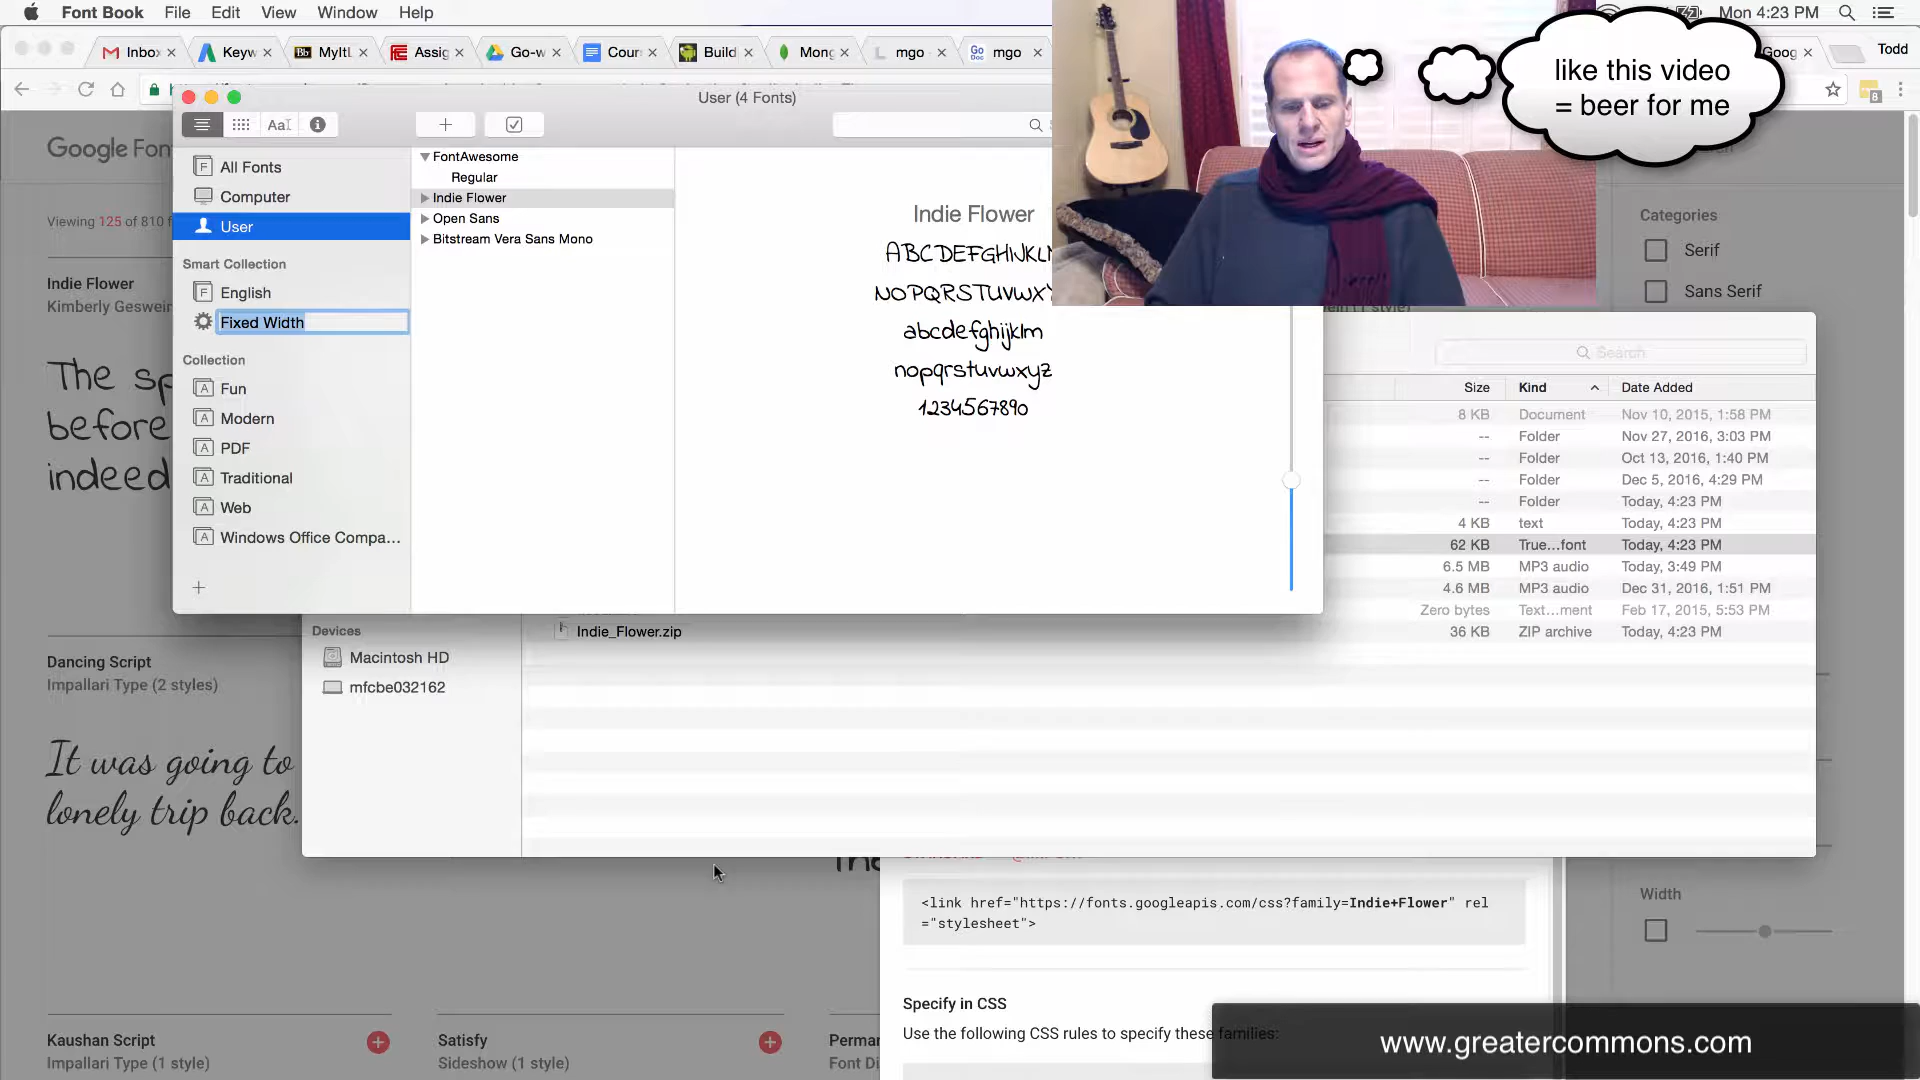 Font Book File Edit View Window Help
Mon 4:23 PM
like this video
= beer for me
Inbo Keyw MyItL Assig Go-w Cour Build Mong mgo mgo Goog
Todd
User (4 Fonts)
8
Google Fon
Viewing 125 of 810 f
Indie Flower
Kimberly Geswein
The sp
before
indeed
All Fonts
Computer
User
Smart Collection
English
Fixed Width
Collection
Fun
Modern
PDF
Traditional
Web
Windows Office Compa...
FontAwesome
Regular
Indie Flower
Open Sans
Bitstream Vera Sans Mono
Indie Flower
ABCDEFGHIJKLM
NOPQRSTUVWXY
abcdefghijklm
nopqrstuvwxyz
1234567890
Categories
Serif
Sans Serif
Search
Size Kind Date Added
8 KB Document Nov 10, 2015, 1:58 PM
-- Folder Nov 27, 2016, 3:03 PM
-- Folder Oct 13, 2016, 1:40 PM
-- Folder Dec 5, 2016, 4:29 PM
-- Folder Today, 4:23 PM
4 KB text Today, 4:23 PM
62 KB True...font Today, 4:23 PM
6.5 MB MP3 audio Today, 3:49 PM
4.6 MB MP3 audio Dec 31, 2016, 1:51 PM
Zero bytes Text...ment Feb 17, 2015, 5:53 PM
Indie_Flower.zip 36 KB ZIP archive Today, 4:23 PM
Devices
Macintosh HD
mfcbe032162
Dancing Script
Impallari Type (2 styles)
It was going to
lonely trip back.
<link href="https://fonts.googleapis.com/css?family=Indie+Flower" rel
="stylesheet">
Specify in CSS
Use the following CSS rules to specify these families:
Width
Kaushan Script
Impallari Type (1 style)
Satisfy
Sideshow (1 style)
Perman
Font Di
www.greatercommons.com